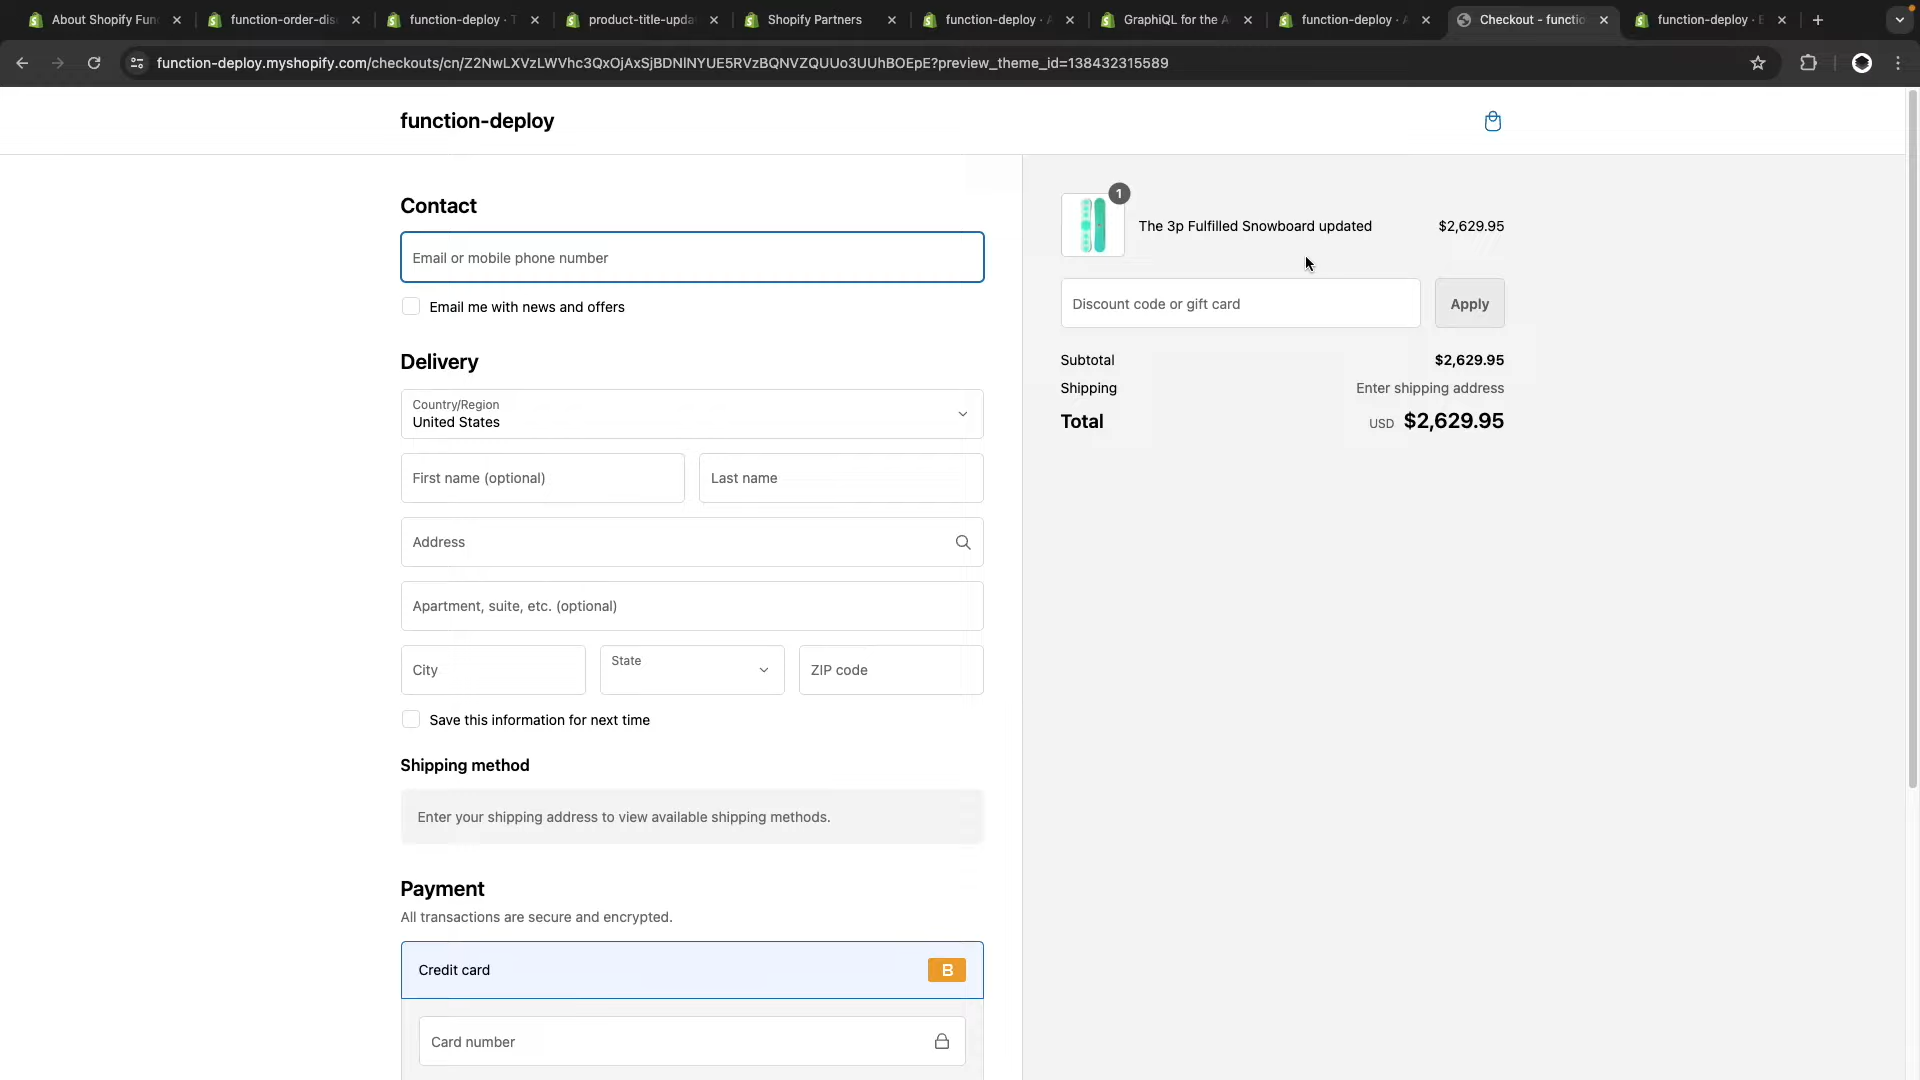 About Shopify Fun
function-order-dis
function-deploy · T
product-title-upda
Shopify Partners
function-deploy · A
GraphiQL for the A
function-deploy · A
Checkout - functio
function-deploy · E
function-deploy.myshopify.com/checkouts/cn/Z2NwLXVzLWVhc3QxOjAxSjBDNlNYUE5RVzBQNVZQUUo3UUhBOEpE?preview_theme_id=138432315589
function-deploy
Contact
Email or mobile phone number
Email me with news and offers
Delivery
Country/Region
United States
First name (optional)
Last name
Address
Apartment, suite, etc. (optional)
City
State
ZIP code
Save this information for next time
Shipping method
Enter your shipping address to view available shipping methods.
Payment
All transactions are secure and encrypted.
Credit card
B
Card number
1
The 3p Fulfilled Snowboard updated
$2,629.95
Discount code or gift card
Apply
Subtotal
$2,629.95
Shipping
Enter shipping address
Total
USD $2,629.95